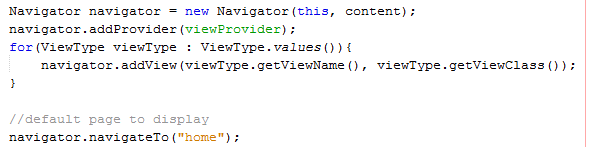 Navigator navigator = new Navigator(this, content);
navigator.addProvider(viewProvider);
for(ViewType viewType : ViewType.values()){
    navigator.addView(viewType.getViewName(), viewType.getViewClass());
}
//default page to display
navigator.navigateTo("home");